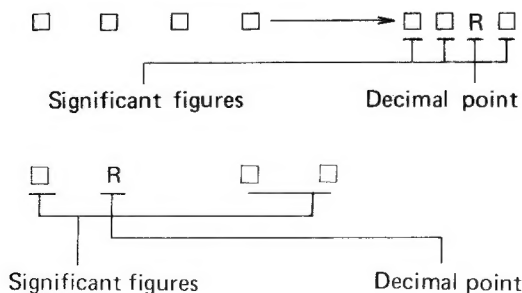 □ □ □ □ □ □ R □
Significant figures Decimal point
□ R □ □
Significant figures Decimal point